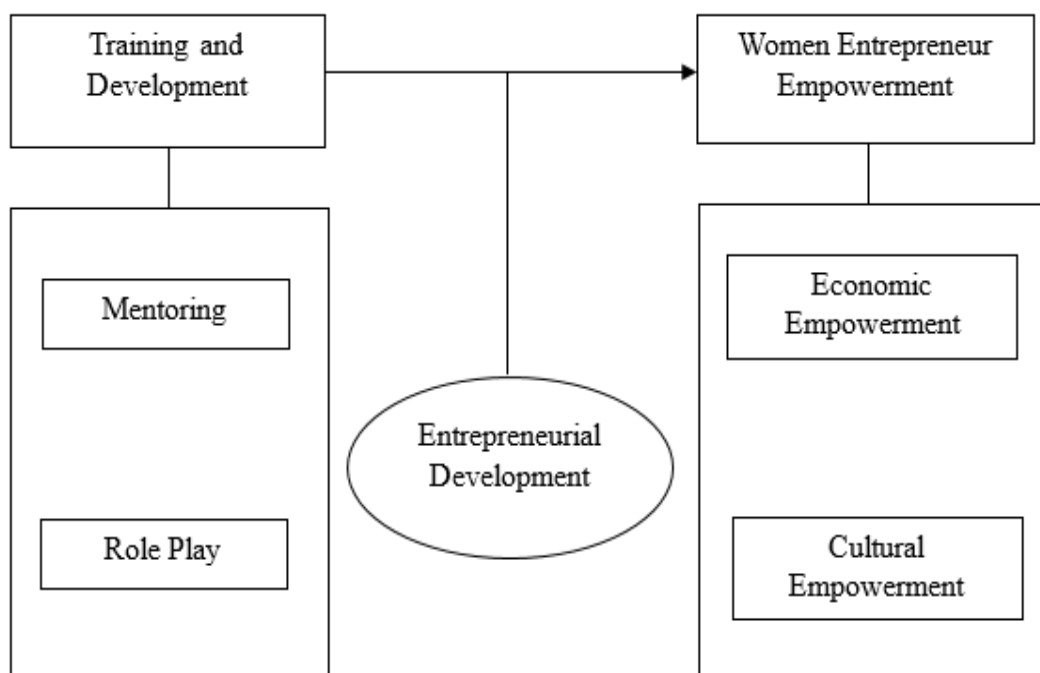 Training and
Development
Women Entrepreneur
Empowerment
Mentoring
Economic
Empowerment
Entrepreneurial
Development
Role Play
Cultural
Empowerment